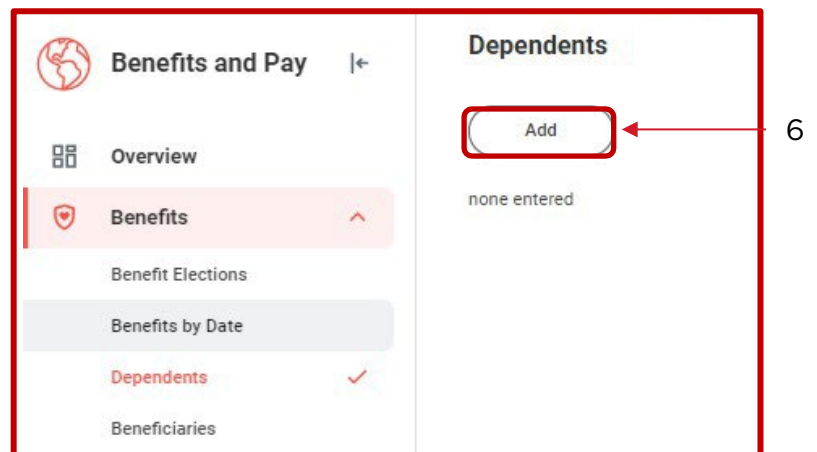 Benefits and Pay
Overview
Benefits
Benefit Elections
Benefits by Date
Dependents
Beneficiaries
Dependents
Add
6
none entered